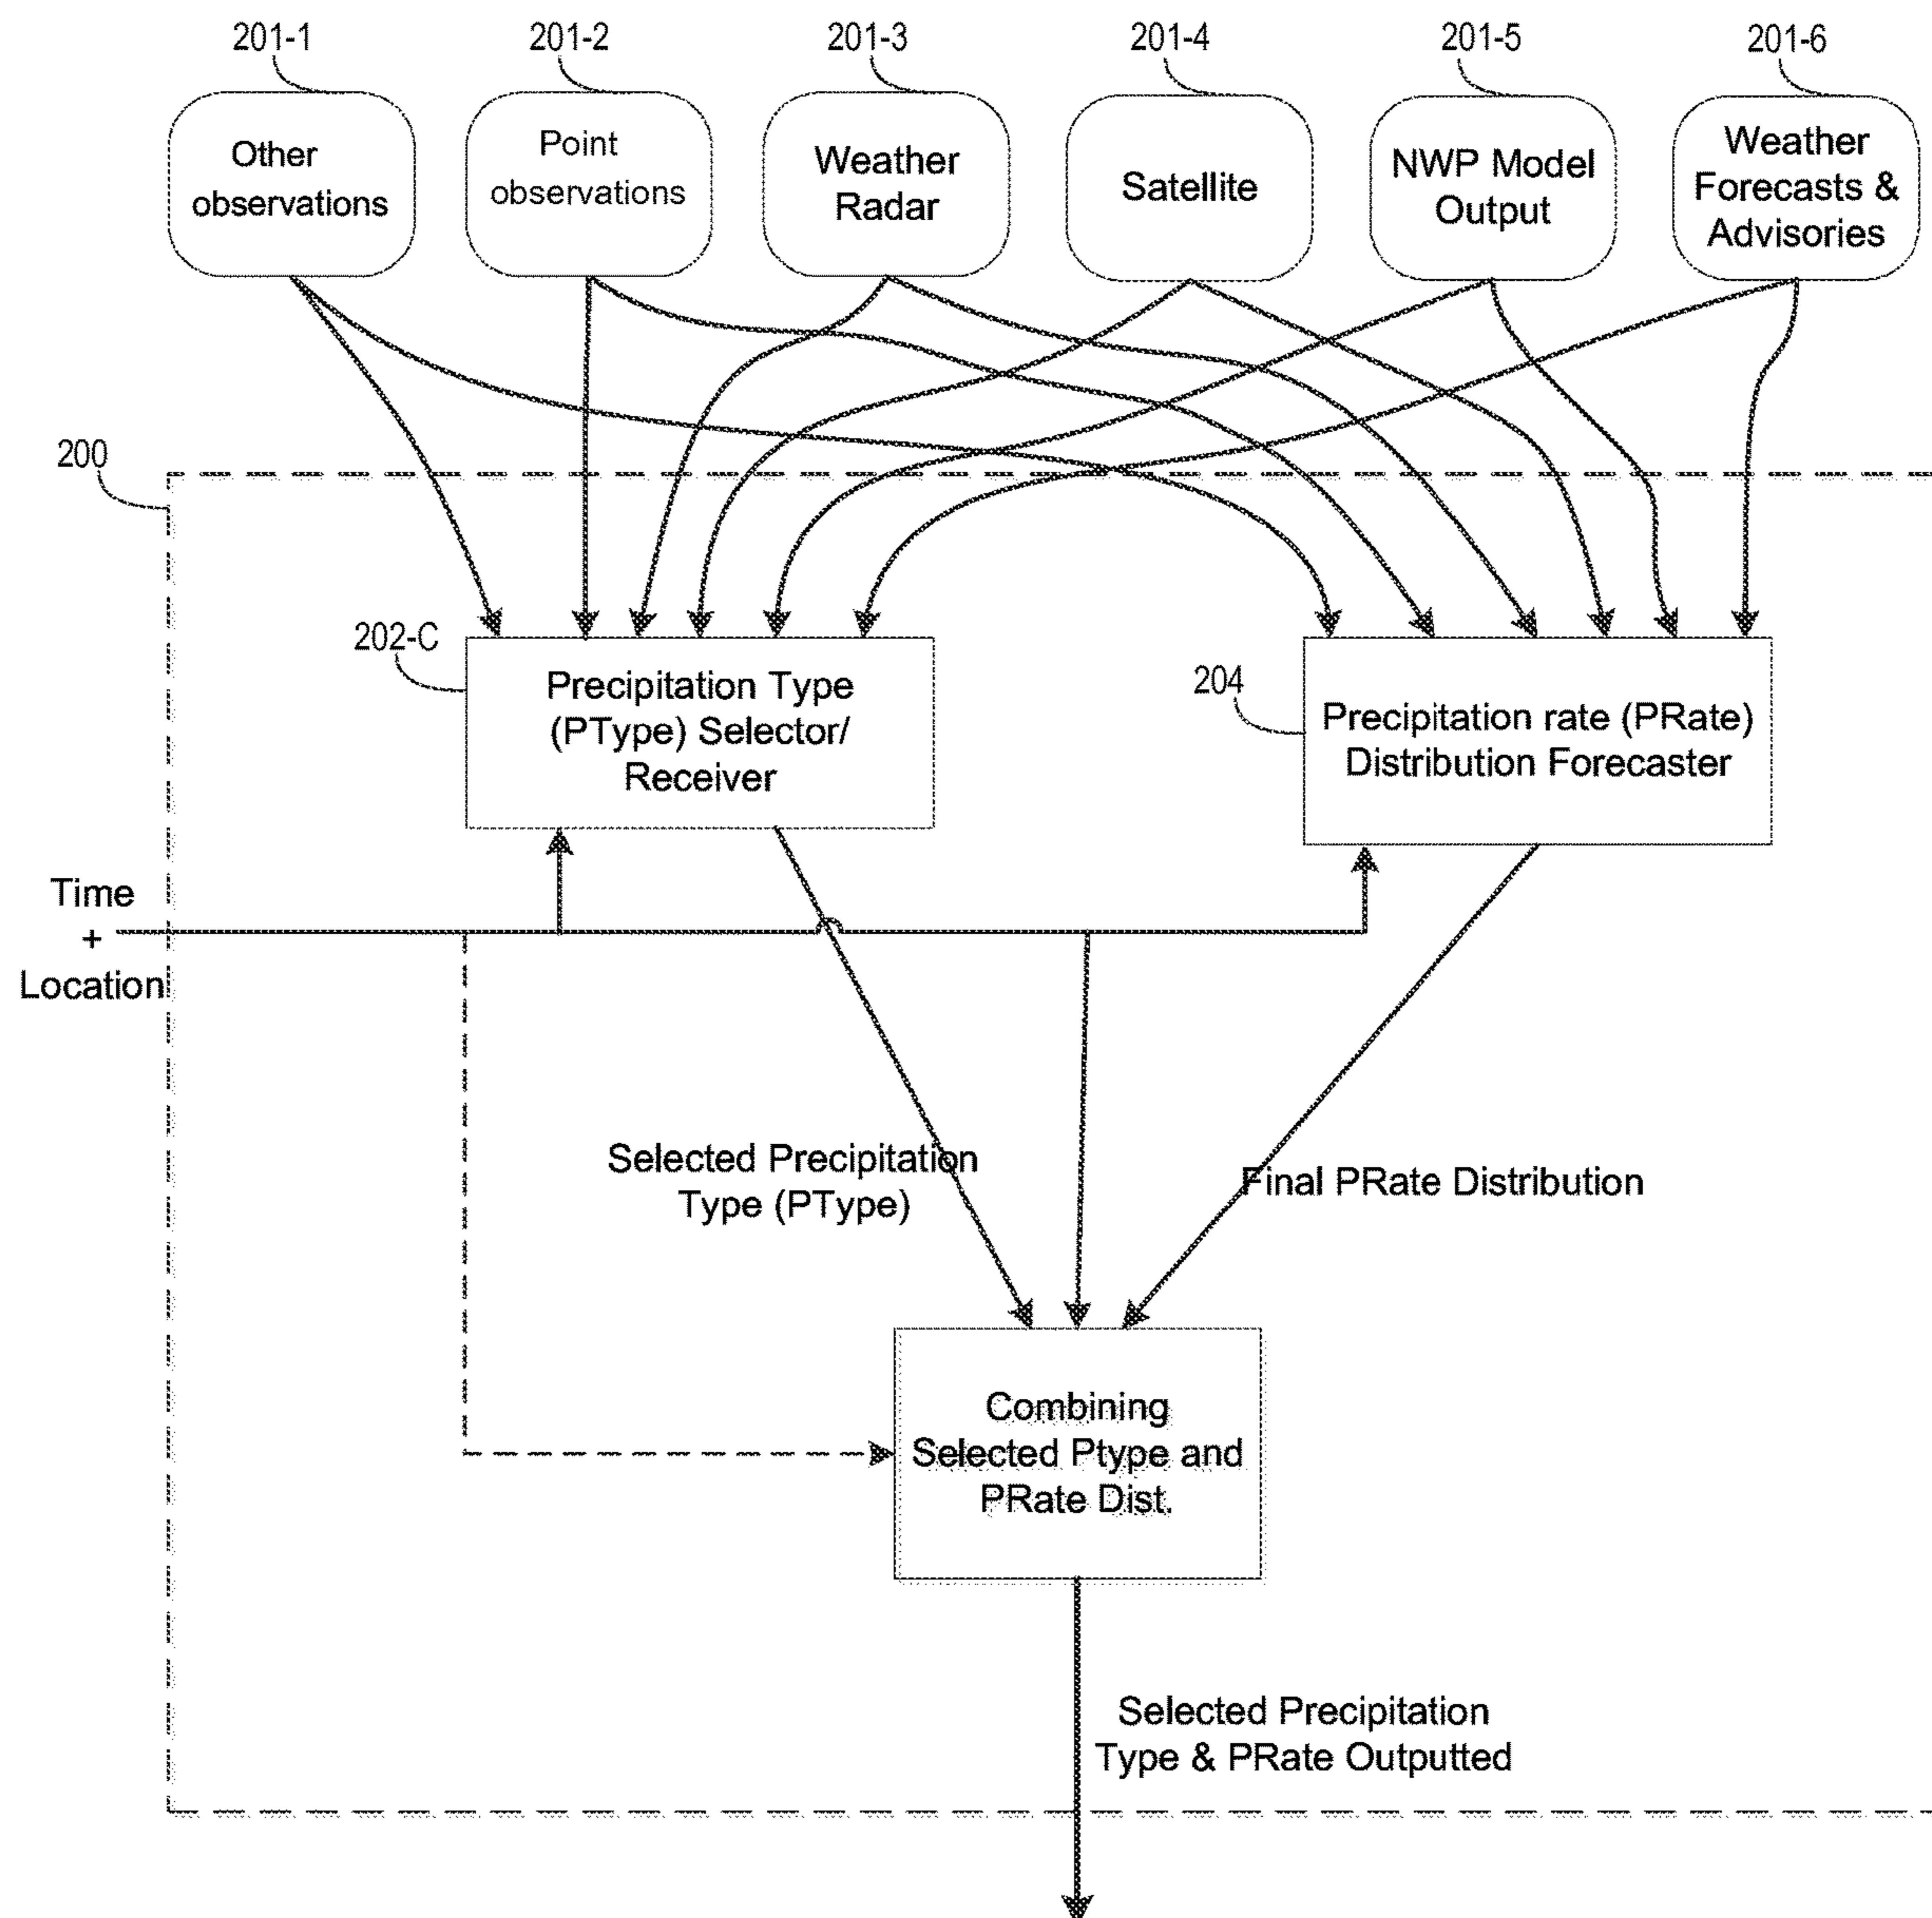 201-1
201-2
201-3
201-4
201-5
201-6
Other
observations
Point
observations
Weather
Radar
Satellite
NWP Model
Output
Weather
Forecasts &
Advisories
200
202-C
Precipitation Type
(PType) Selector/
Receiver
204
Precipitation rate (PRate)
Distribution Forecaster
Time
+
Location
Selected Precipitation
Type (PType)
Final PRate Distribution
Combining
Selected Ptype and
PRate Dist.
Selected Precipitation
Type & PRate Outputted